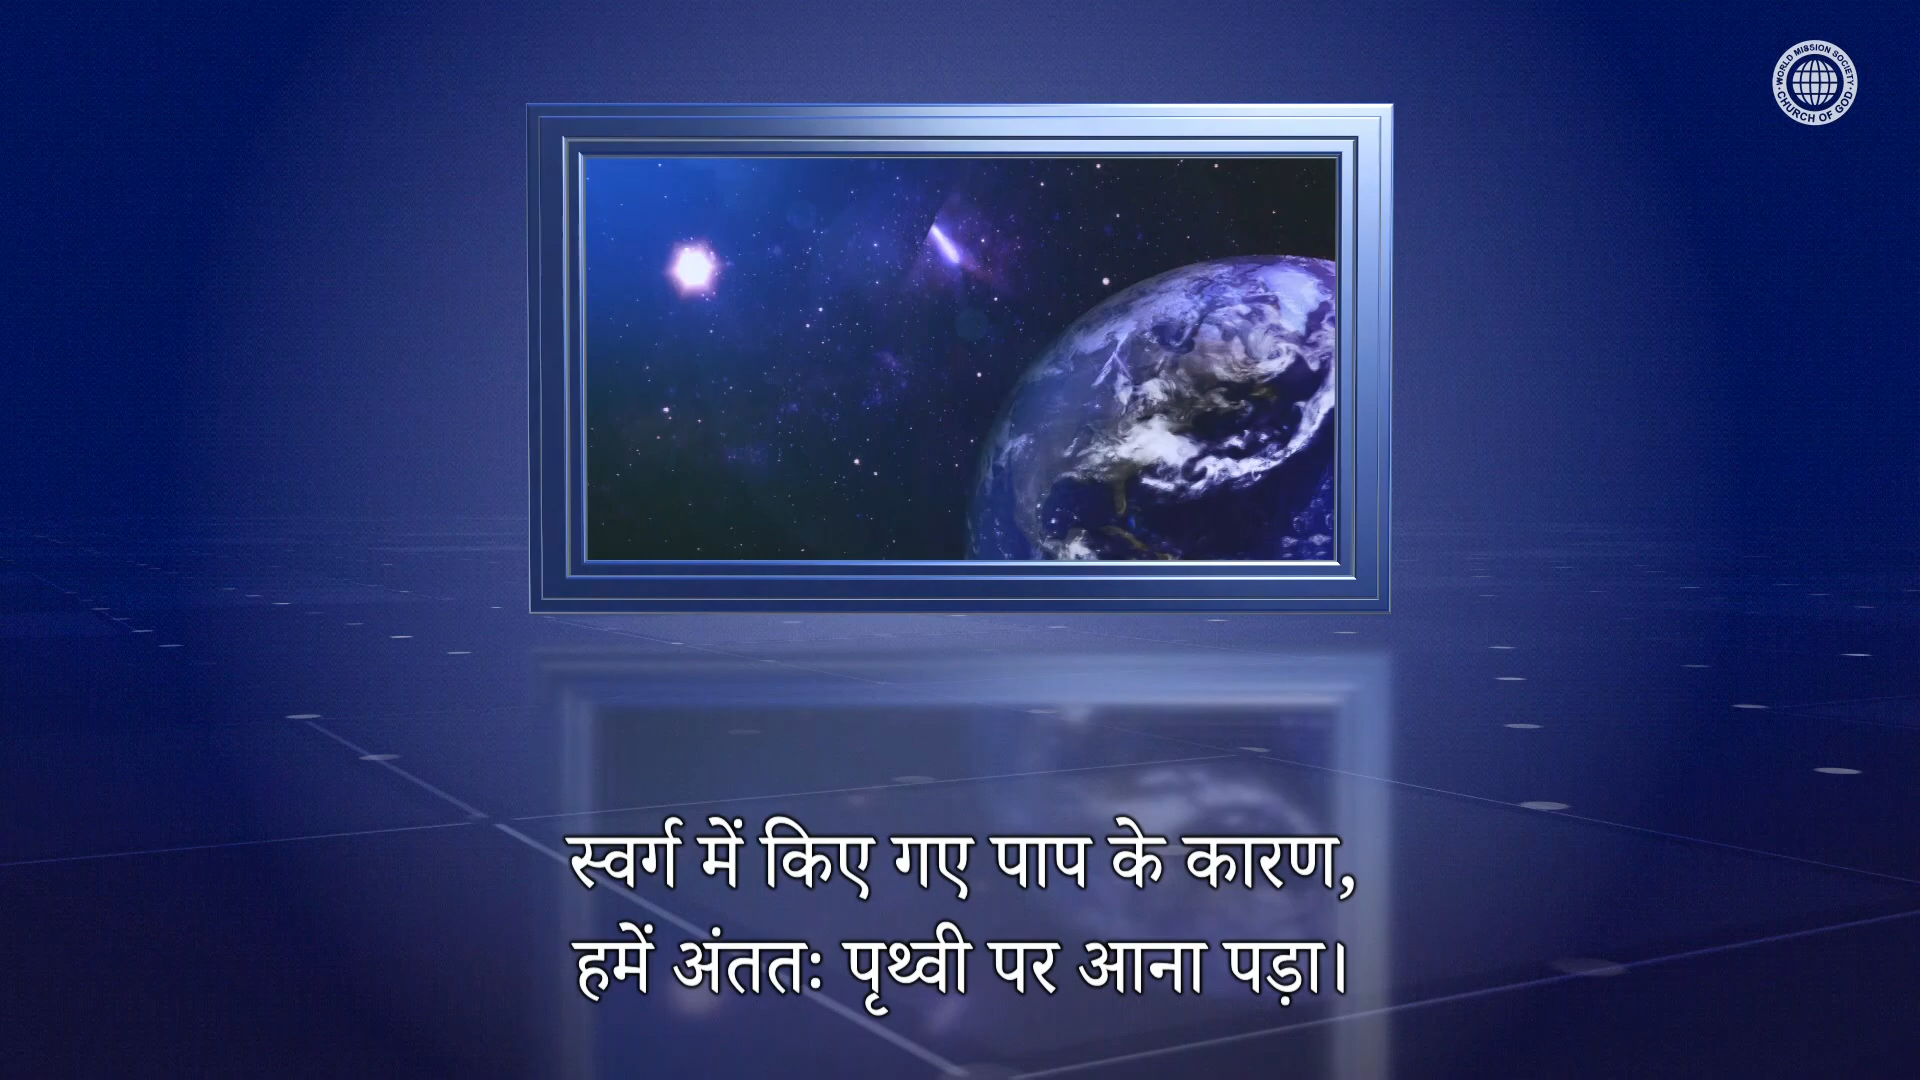 WORLD MISSION SOCIETY
CHURCH OF GOD
स्वर्ग में किए गए पाप के कारण,
हमें अंततः पृथ्वी पर आना पड़ा।